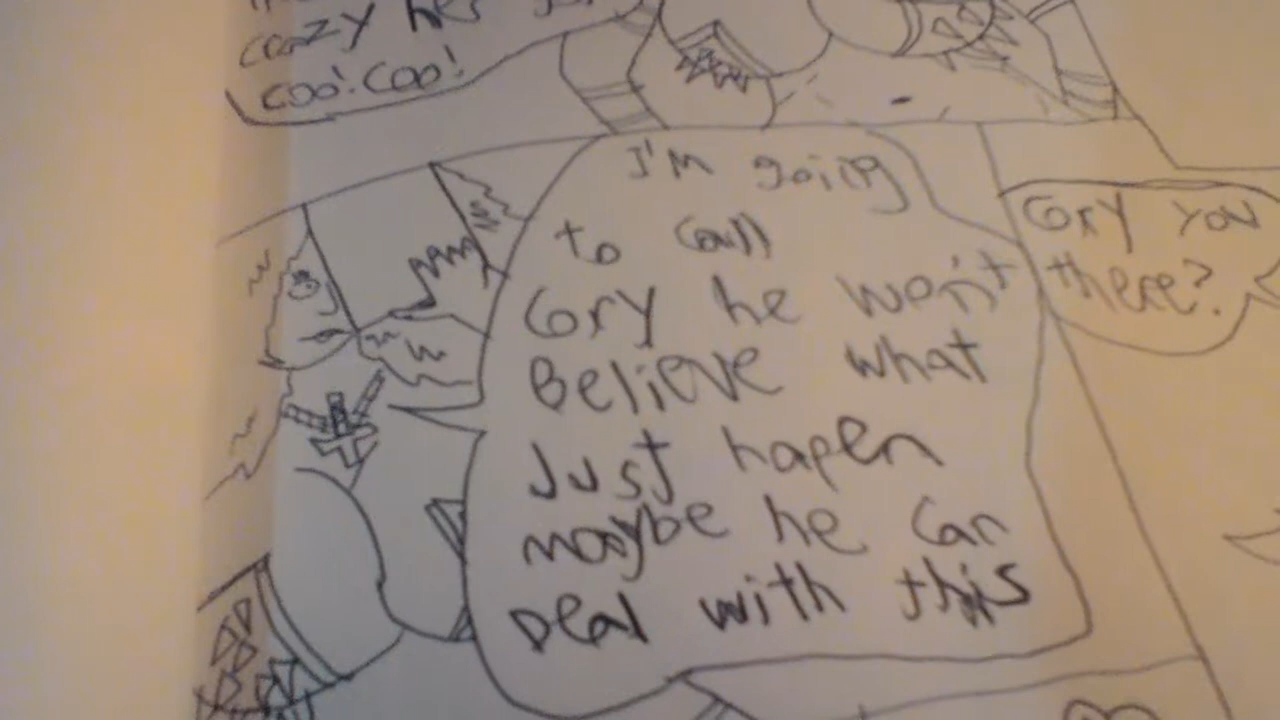 crazy hes
coo! coo!
I'm going
to call
Cory he won't
Believe what
Just hapen
maybe he can
Deal with this
Cory you
there?